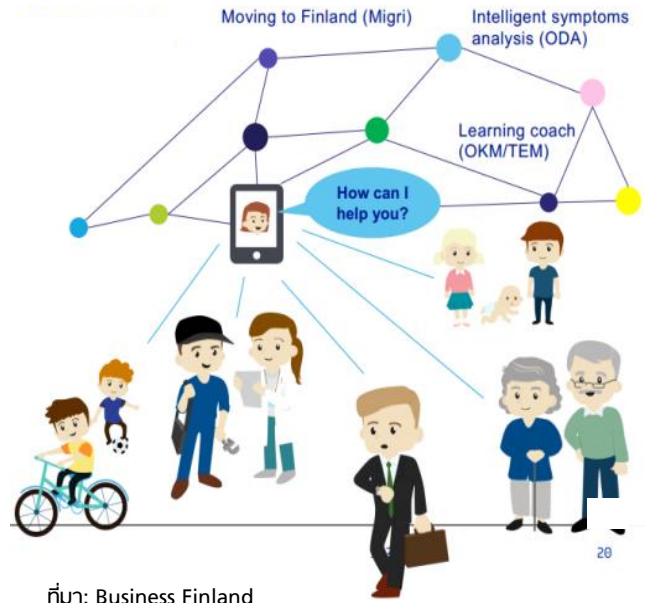 Moving to Finland (Migri)
Intelligent symptoms
analysis (ODA)
Learning coach
(OKM/TEM)
How can I
help you?
20
ที่มา: Business Finland